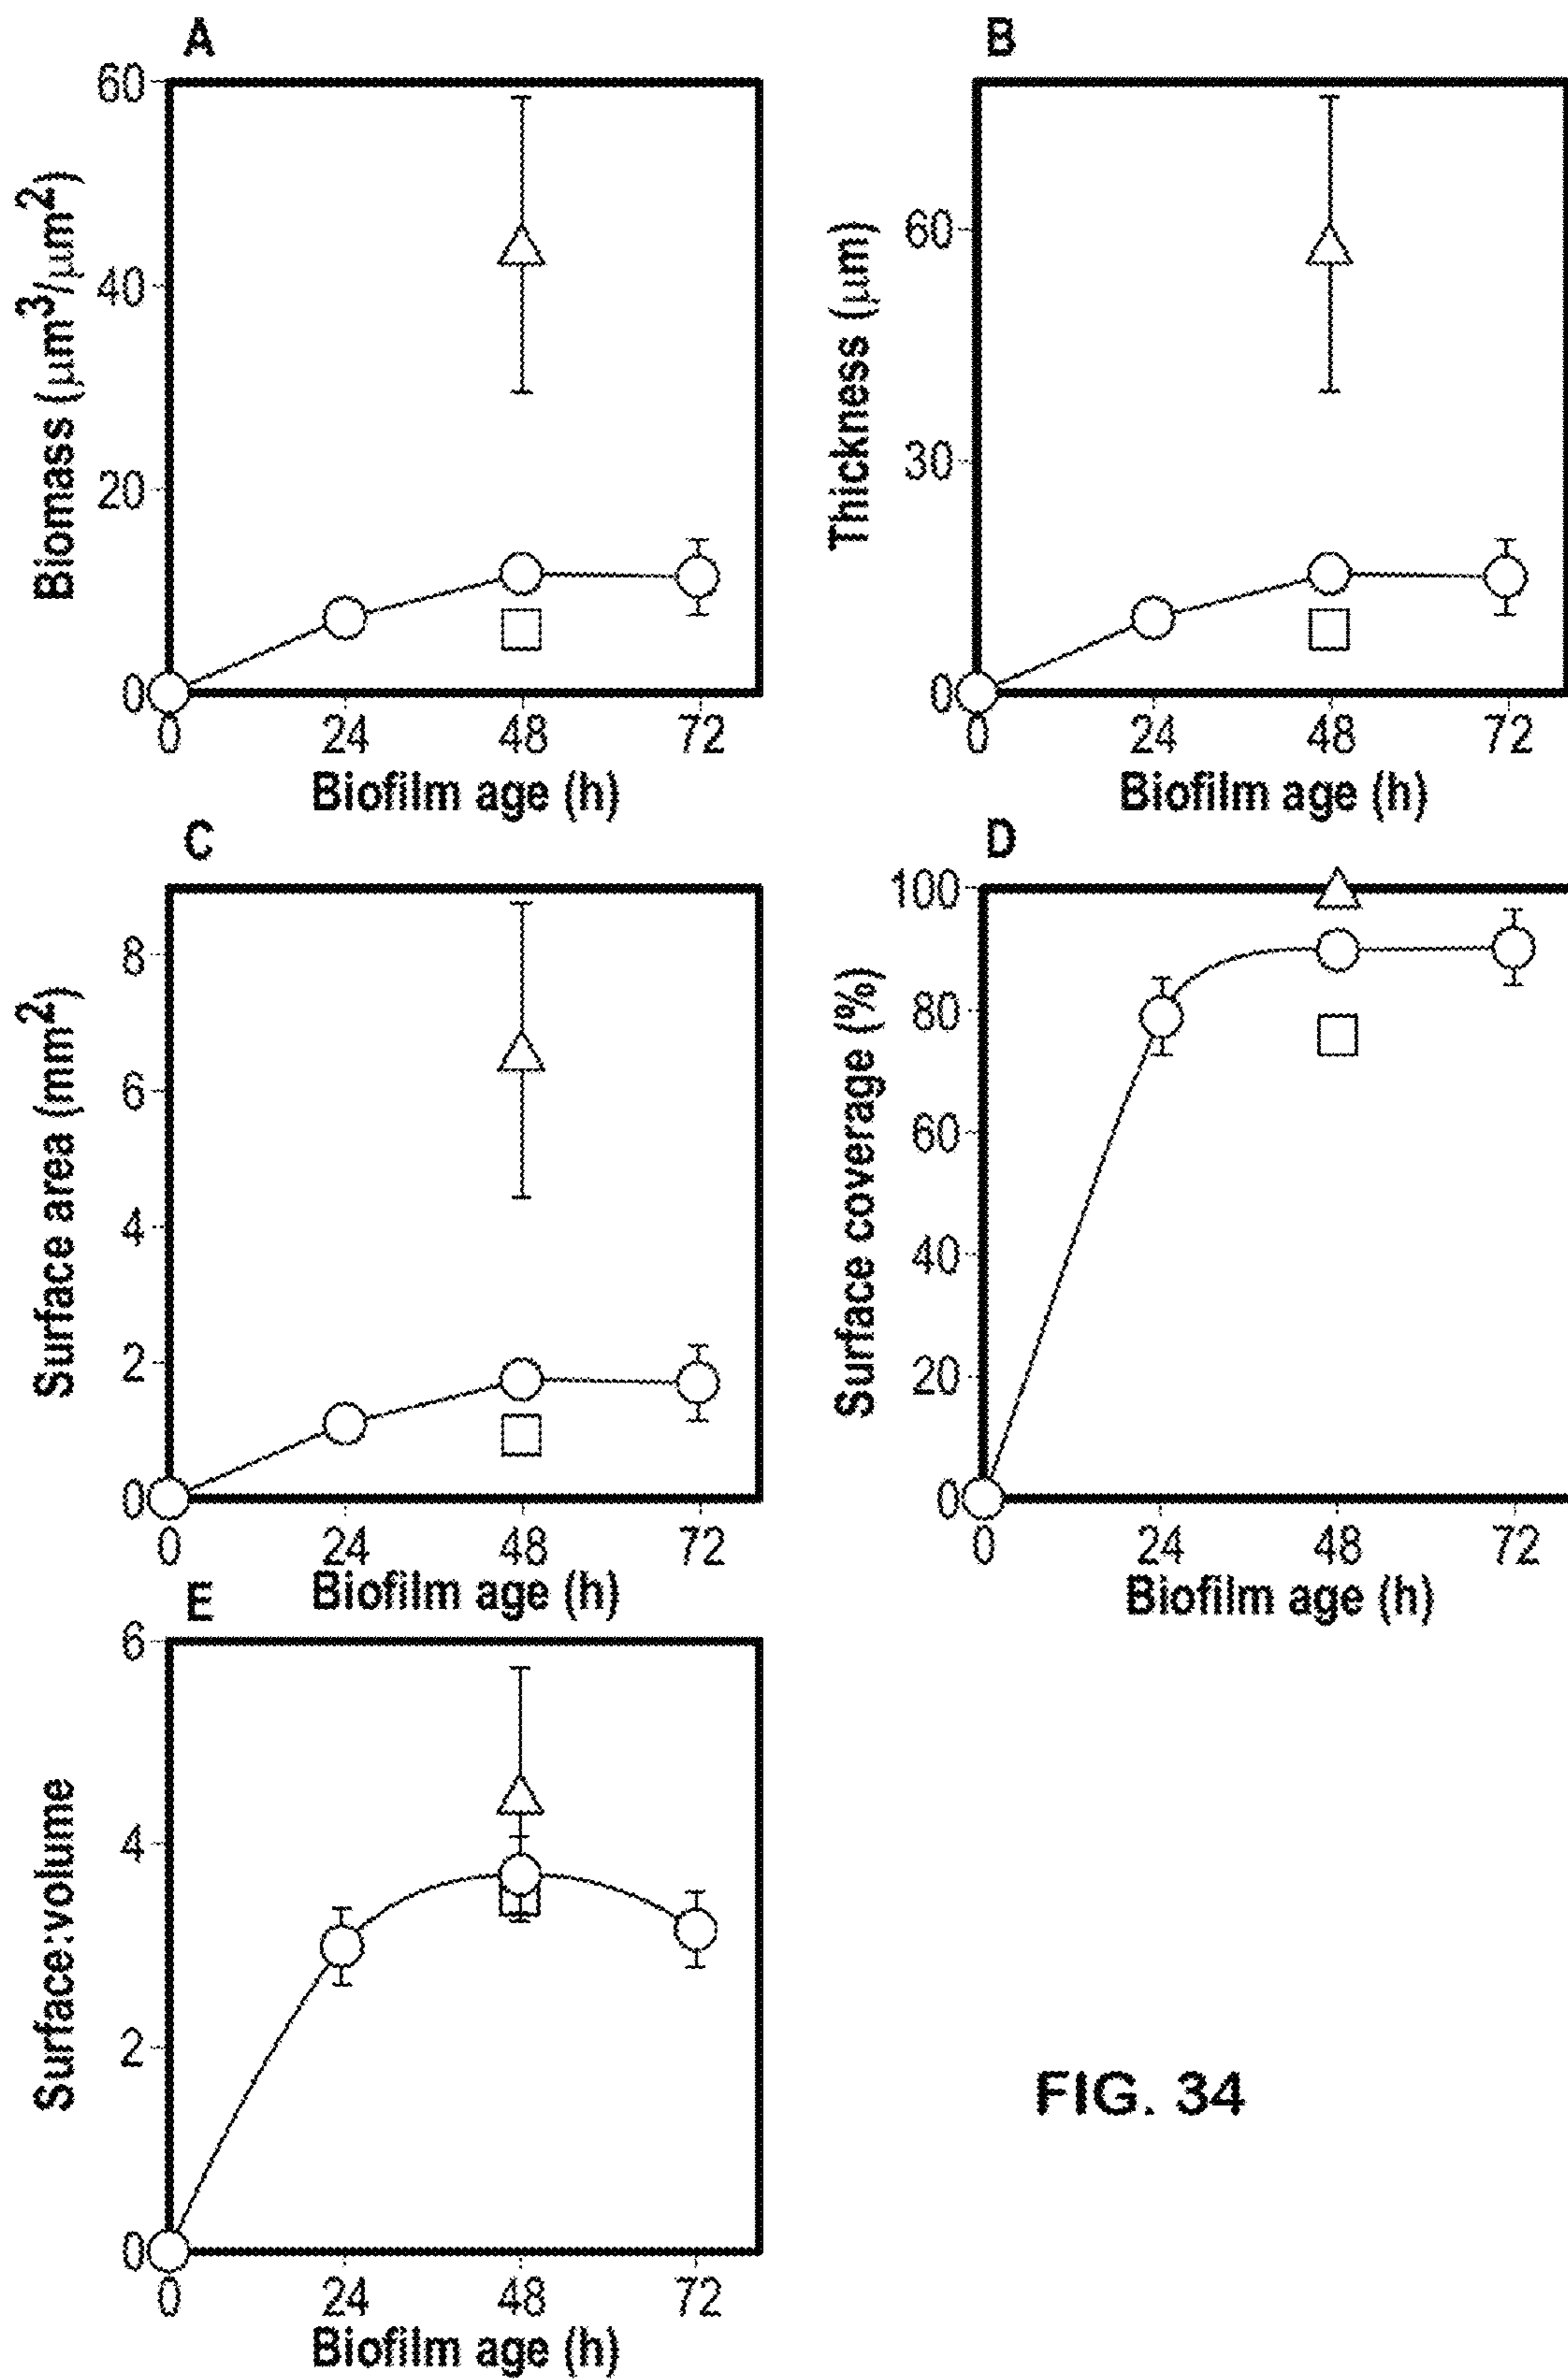 A
60
40
20
0
Biomass (μm3/μm2)
0 24 48 72
Biofilm age (h)
B
60
30
0
Thickness (μm)
0 24 48 72
Biofilm age (h)
C
8
6
4
2
0
Surface area (mm2)
0 24 48 72
Biofilm age (h)
D
100
80
60
40
20
0
Surface coverage (%)
0 24 48 72
Biofilm age (h)
E
6
4
2
0
Surface:volume
0 24 48 72
Biofilm age (h)
FIG. 34